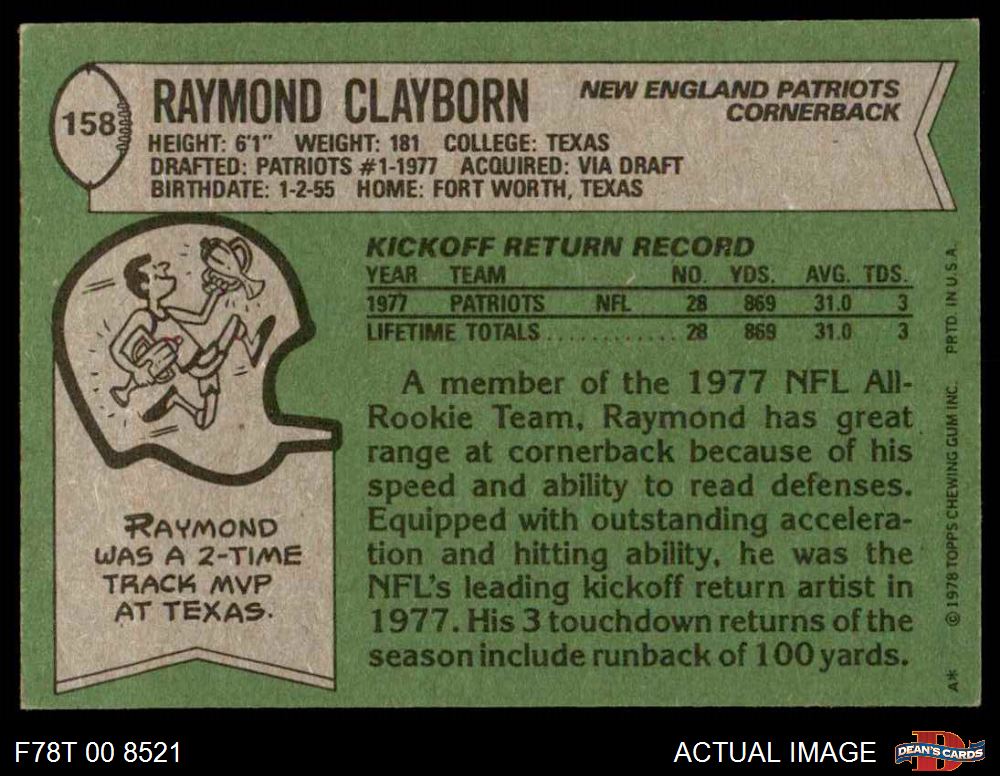 158
RAYMOND CLAYBORN
NEW ENGLAND PATRIOTS
CORNERBACK
HEIGHT: 6'1" WEIGHT: 181 COLLEGE: TEXAS
DRAFTED: PATRIOTS #1-1977 ACQUIRED: VIA DRAFT
BIRTHDATE: 1-2-55 HOME: FORT WORTH, TEXAS
KICKOFF RETURN RECORD
YEAR TEAM NO. YDS. AVG. TDS.
1977 PATRIOTS NFL 28 869 31.0 3
LIFETIME TOTALS............. 28 869 31.0 3
A member of the 1977 NFL All-
Rookie Team, Raymond has great
range at cornerback because of his
speed and ability to read defenses.
Equipped with outstanding accelera-
tion and hitting ability, he was the
NFL's leading kickoff return artist in
1977. His 3 touchdown returns of the
season include runback of 100 yards.
RAYMOND
WAS A 2-TIME
TRACK MVP
AT TEXAS.
A* © 1978 TOPPS CHEWING GUM INC. PRTD. IN U.S.A.
F78T 00 8521
ACTUAL IMAGE
DEAN'S CARDS